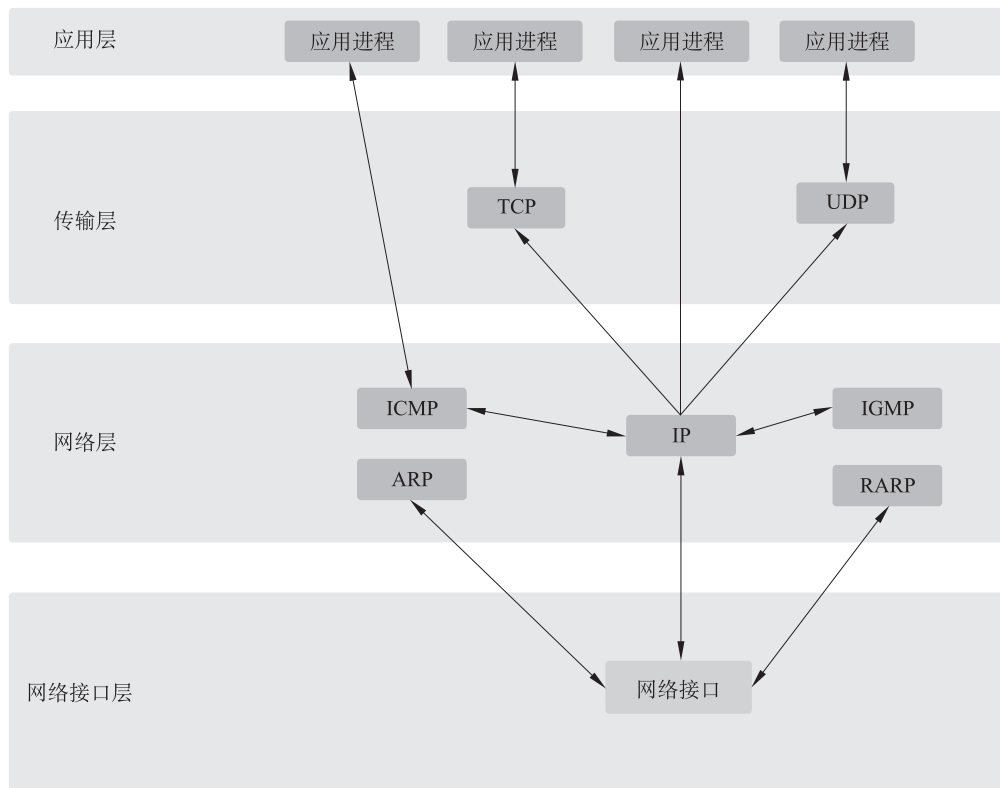 应用层
应用进程
应用进程
应用进程
应用进程
传输层
TCP
UDP
网络层
ICMP
IP
IGMP
ARP
RARP
网络接口层
网络接口